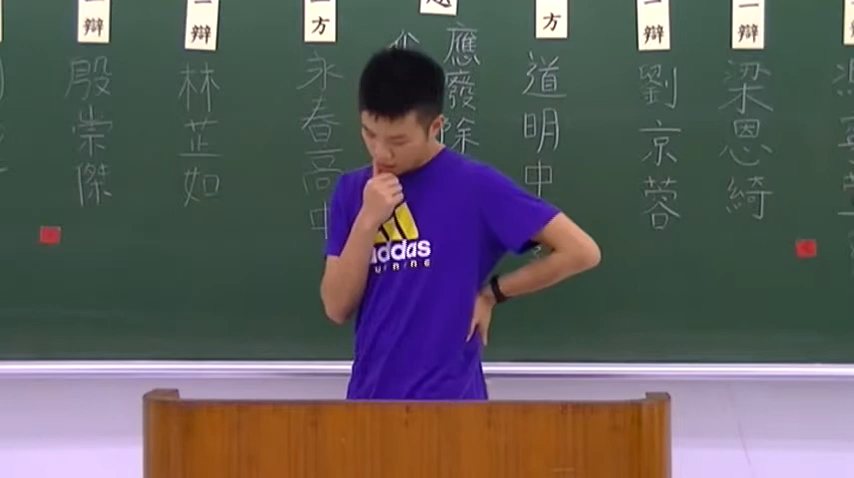 辯
梁恩綺
辯
劉京蓉
方
道明中
題
應廢除
方
永春高中
辯
林芷如
辯
殷崇傑
adidas